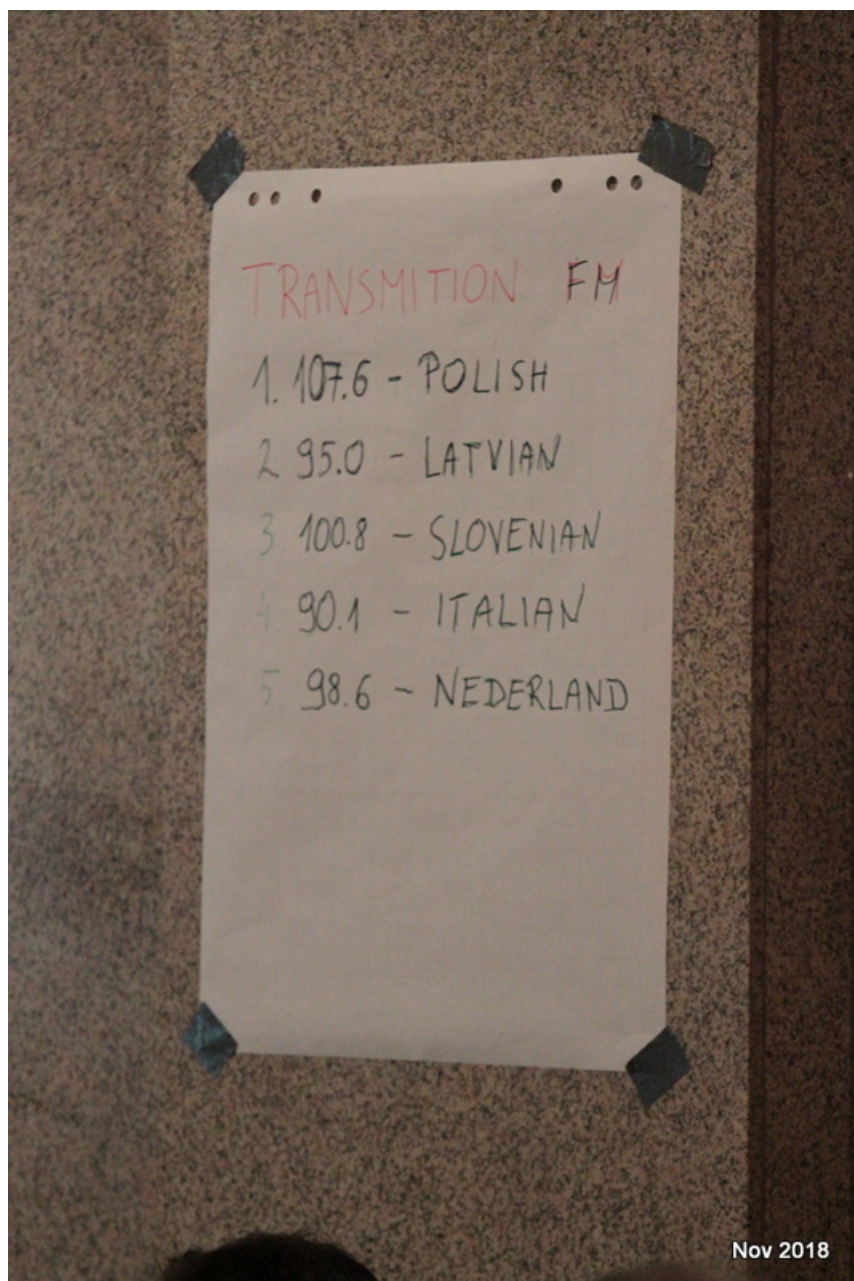 TRANSMITION FM
1. 107.6 - POLISH
2 95.0 - LATVIAN
3 100.8 - SLOVENIAN
4. 90.1 - ITALIAN
5. 98.6 - NEDERLAND
Nov 2018